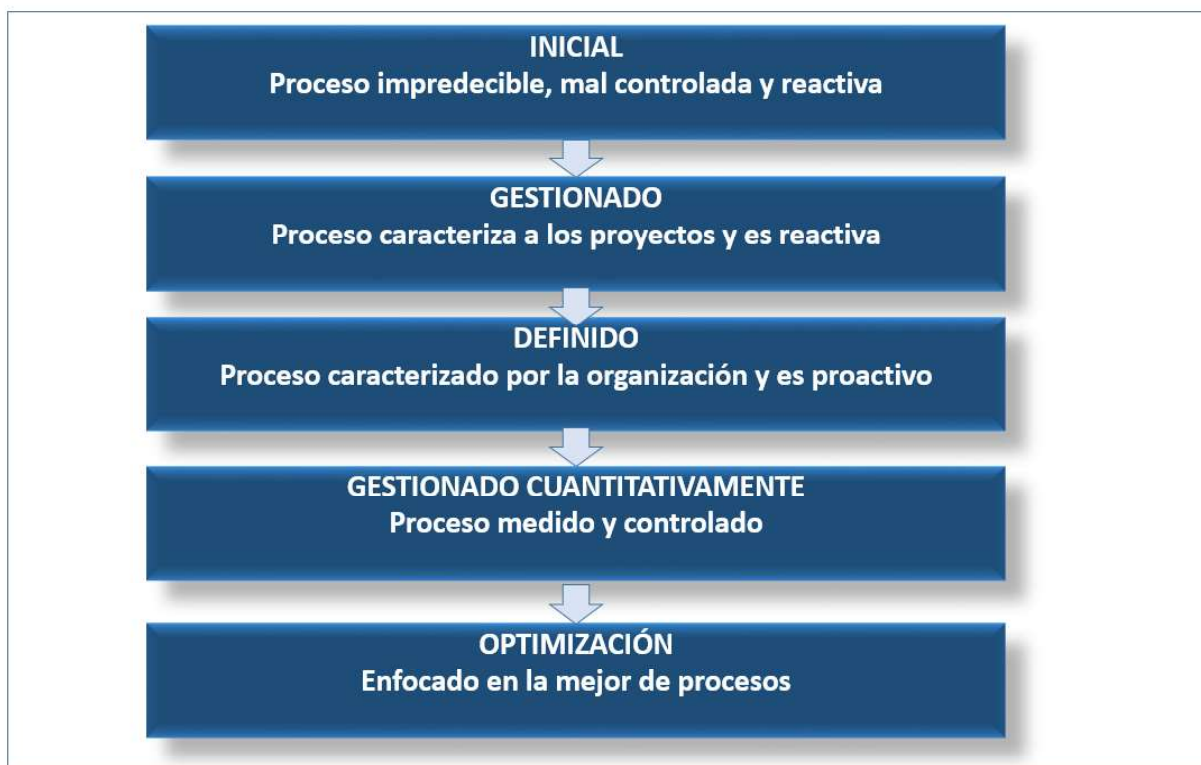 INICIAL
Proceso impredecible, mal controlada y reactiva
GESTIONADO
Proceso caracteriza a los proyectos y es reactiva
DEFINIDO
Proceso caracterizado por la organización y es proactivo
GESTIONADO CUANTITATIVAMENTE
Proceso medido y controlado
OPTIMIZACIÓN
Enfocado en la mejor de procesos